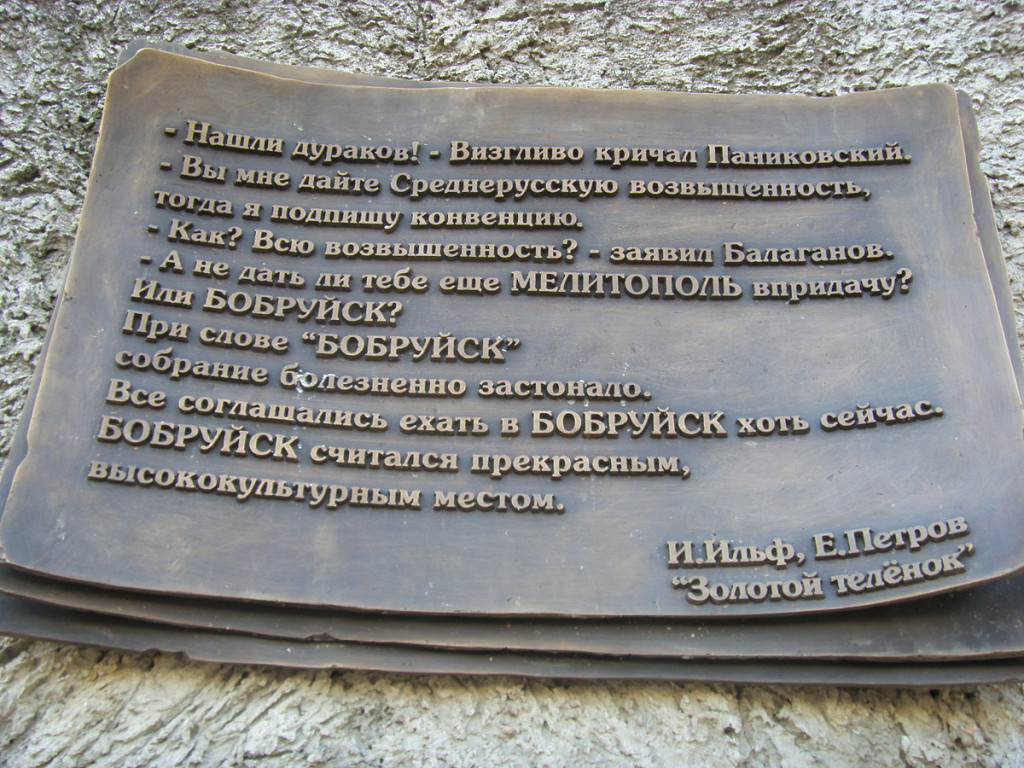 - Нашли дураков! - Визгливо кричал Паниковский.
- Вы мне дайте Среднерусскую возвышенность,
тогда я подпишу конвенцию.
- Как? Всю возвышенность? - заявил Балаганов.
- А не дать ли тебе еще МЕЛИТОПОЛЬ впридачу?
Или БОБРУЙСК?
При слове “БОБРУЙСК”
собрание болезненно застонало.
Все соглашались ехать в БОБРУЙСК хоть сейчас.
БОБРУЙСК считался прекрасным,
высококультурным местом.
И.Ильф, Е.Петров
“Золотой телёнок”